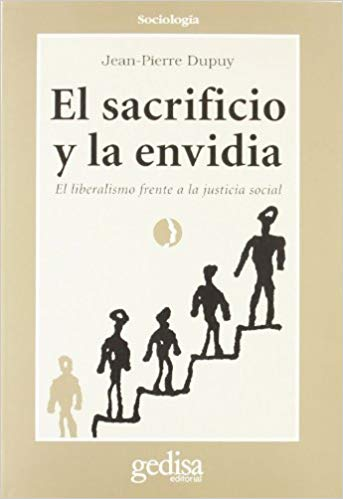 Sociología
Jean-Pierre Dupuy
El sacrificio
y la envidia
El liberalismo frente a la justicia social
gedisa
editorial